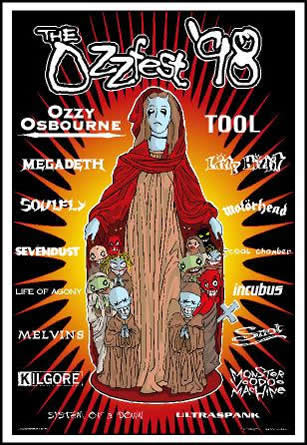 THE
OZZfest '98
OZZY
OSBOURNE
TOOL
MEGADETH
Limp Bizkit
SOULFLY
motörhead
SEVENDUST
coal chamber
LIFE OF AGONY
incubus
MELVINS
Snot
KILGORE
MONSTER
VOODOO
MACHINE
SYSTEM OF A DOWN
ULTRASPANK